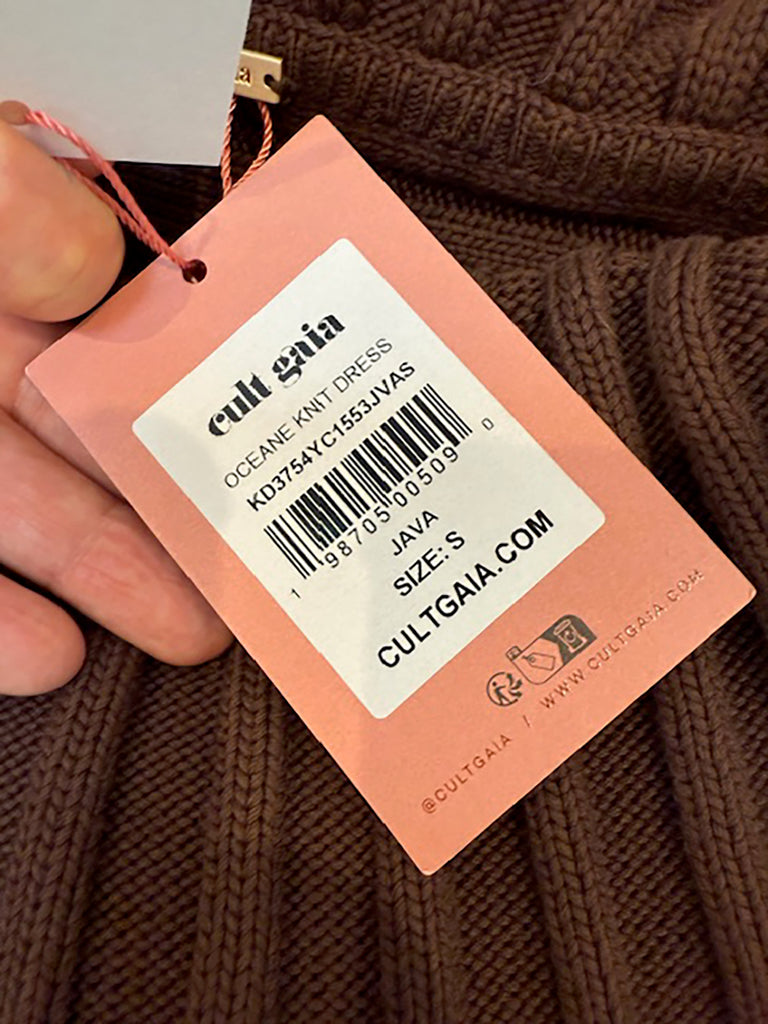 cult gaia
OCEANE KNIT DRESS
KD3754YC1553JVAS
1 98705 00509 0
JAVA
SIZE: S
CULTGAIA.COM
@CULTGAIA / WWW.CULTGAIA.COM